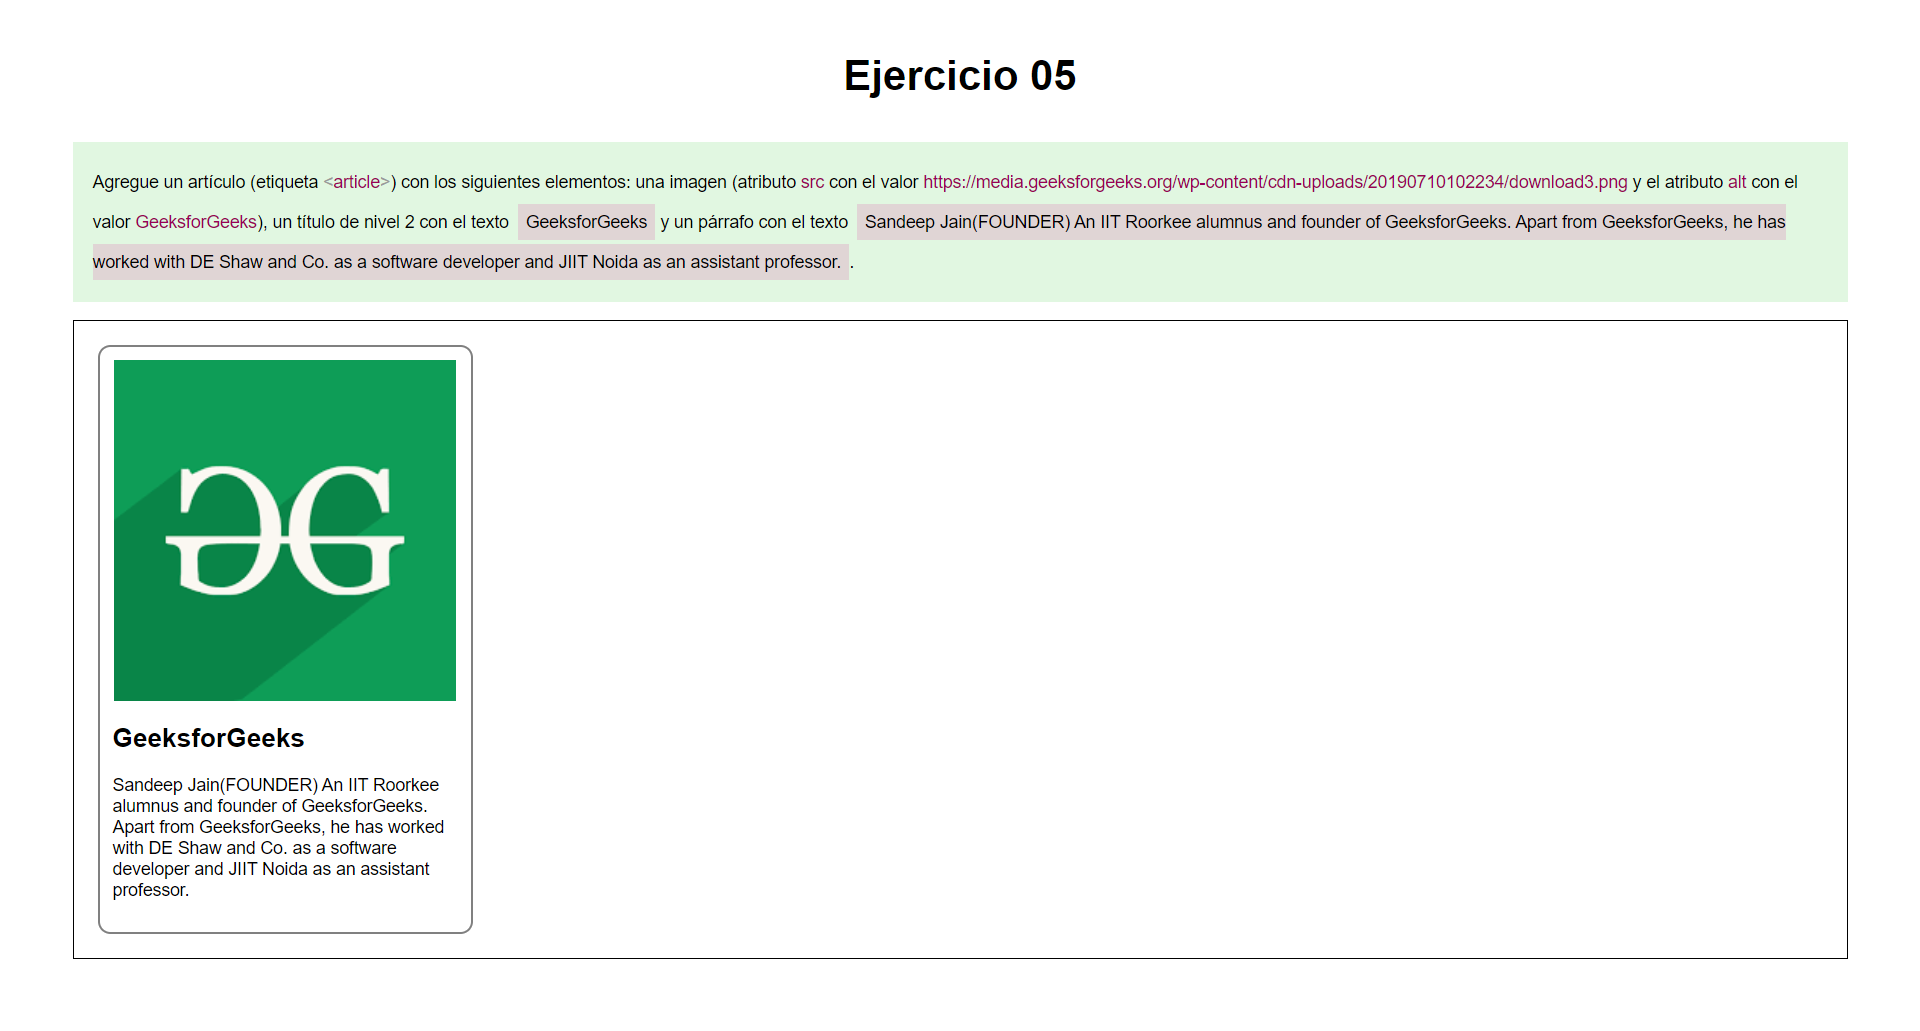 Ejercicio 05
Agregue un artículo (etiqueta <article>) con los siguientes elementos: una imagen (atributo src con el valor https://media.geeksforgeeks.org/wp-content/cdn-uploads/20190710102234/download3.png y el atributo alt con el
valor GeeksforGeeks), un título de nivel 2 con el texto GeeksforGeeks y un párrafo con el texto Sandeep Jain(FOUNDER) An IIT Roorkee alumnus and founder of GeeksforGeeks. Apart from GeeksforGeeks, he has
worked with DE Shaw and Co. as a software developer and JIIT Noida as an assistant professor. .
GeeksforGeeks
Sandeep Jain(FOUNDER) An IIT Roorkee
alumnus and founder of GeeksforGeeks.
Apart from GeeksforGeeks, he has worked
with DE Shaw and Co. as a software
developer and JIIT Noida as an assistant
professor.